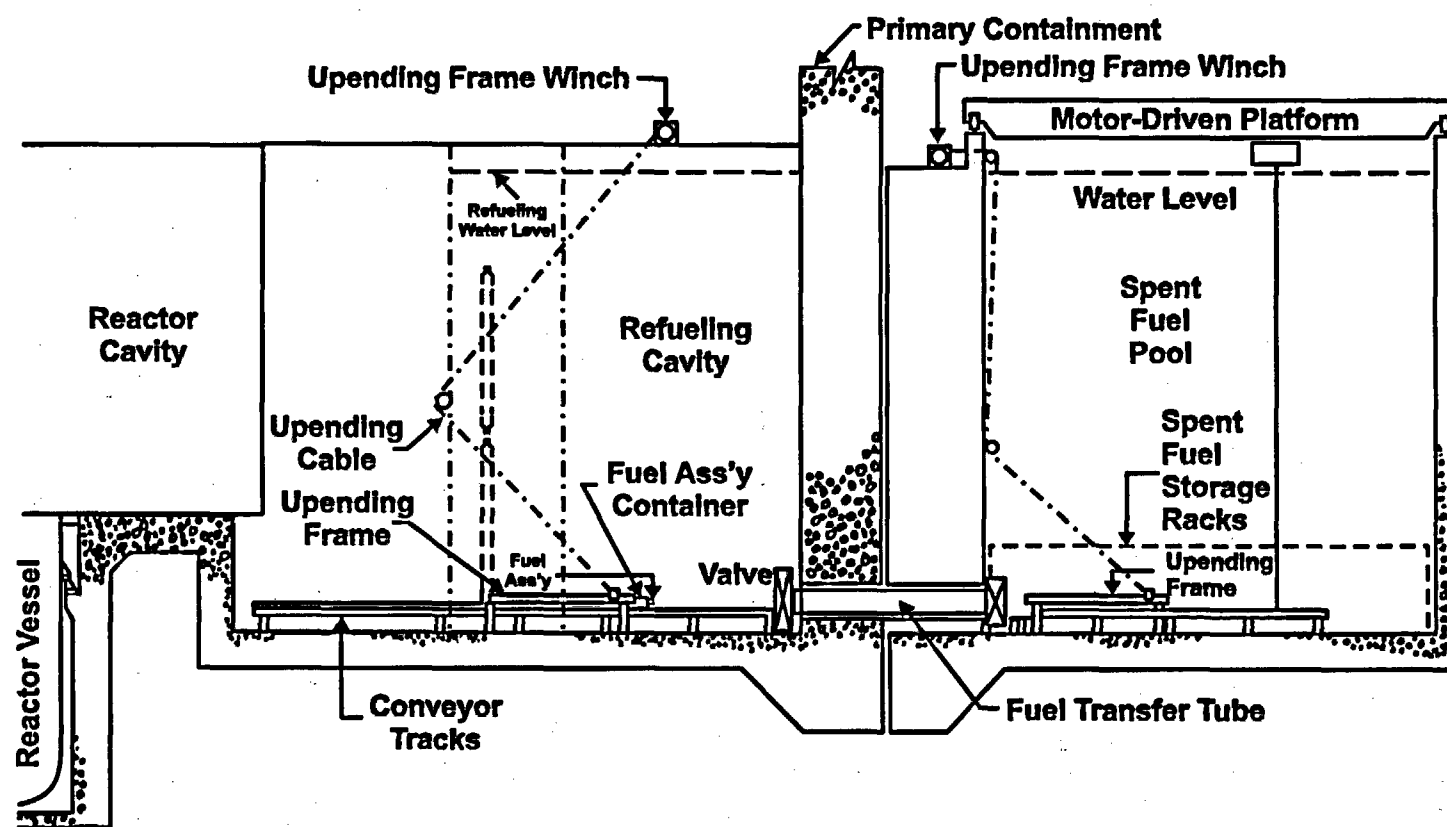 Primary Containment
Upending Frame Winch
Upending Frame Winch
Motor-Driven Platform
Refueling
Water Level
Water Level
Reactor
Cavity
Refueling
Cavity
Spent
Fuel
Pool
Upending
Cable
Spent
Fuel
Storage
Racks
Fuel Ass'y
Container
Upending
Frame
Fuel
Ass'y
Valve
Upending
Frame
Reactor Vessel
Conveyor
Tracks
Fuel Transfer Tube